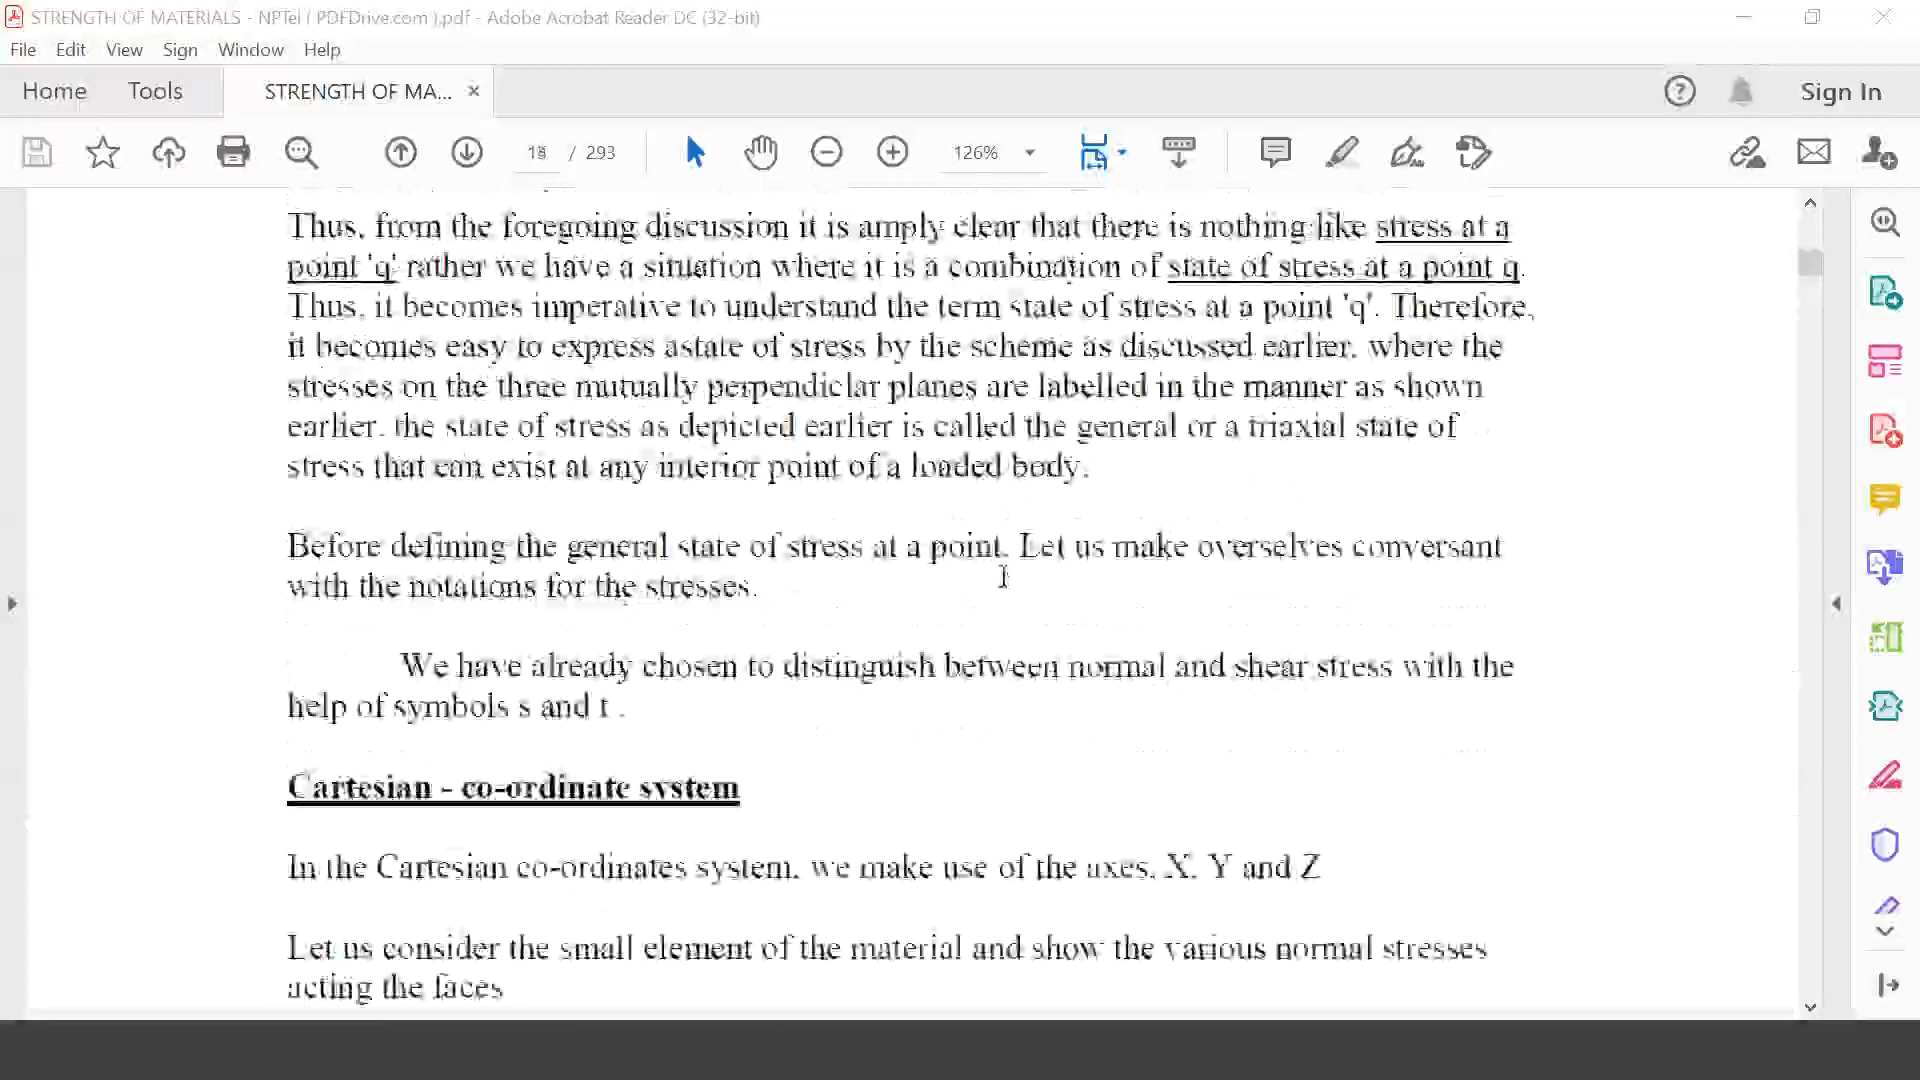 STRENGTH OF MATERIALS - NPTel ( PDFDrive.com ).pdf - Adobe Acrobat Reader DC (32-bit)
File Edit View Sign Window Help
Home Tools STRENGTH OF MA... × Sign In
/ 293 126%
Thus, from the foregoing discussion it is amply clear that there is nothing like stress at a
point 'q' rather we have a situation where it is a combination of state of stress at a point q.
Thus, it becomes imperative to understand the term state of stress at a point 'q'. Therefore,
it becomes easy to express astate of stress by the scheme as discussed earlier, where the
stresses on the three mutually perpendiclar planes are labelled in the manner as shown
earlier. the state of stress as depicted earlier is called the general or a triaxial state of
stress that can exist at any interior point of a loaded body.
Before defining the general state of stress at a point. Let us make overselves conversant
with the notations for the stresses.
We have already chosen to distinguish between normal and shear stress with the
help of symbols s and t .
Cartesian - co-ordinate system
In the Cartesian co-ordinates system, we make use of the axes, X, Y and Z
Let us consider the small element of the material and show the various normal stresses
acting the faces